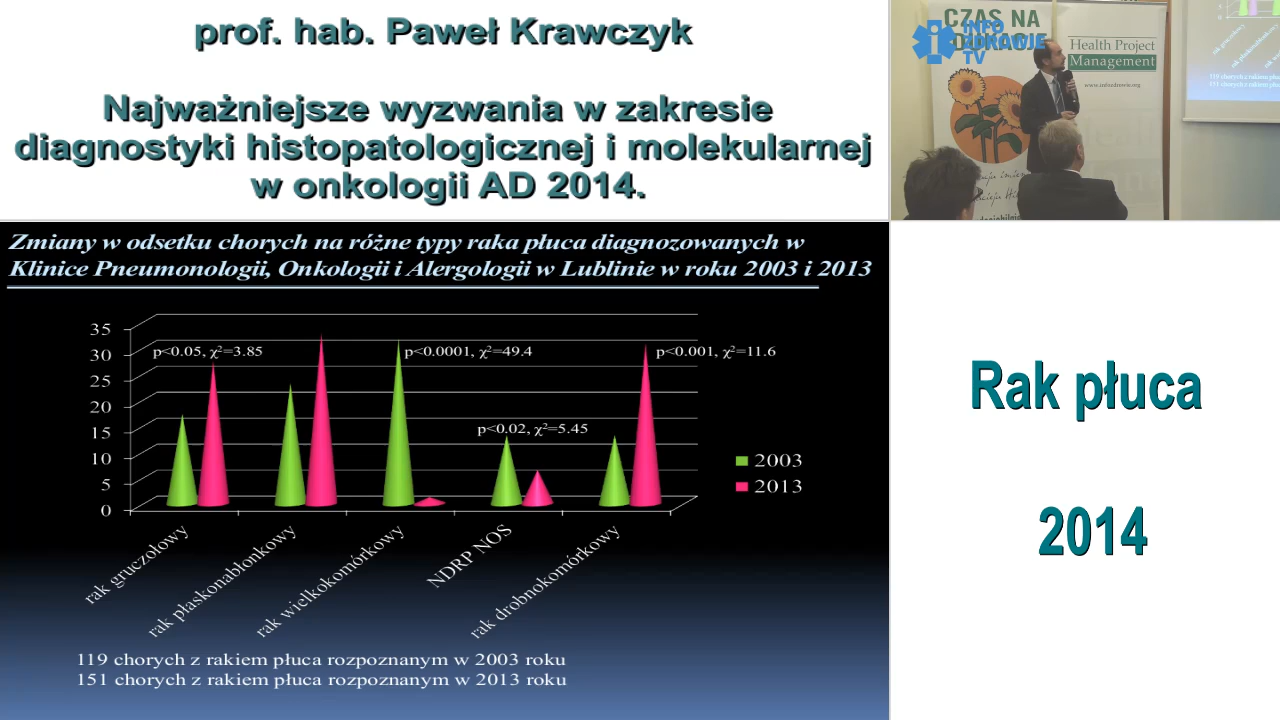 prof. hab. Paweł Krawczyk
Najważniejsze wyzwania w zakresie
diagnostyki histopatologicznej i molekularnej
w onkologii AD 2014.
CZAS NA
INFO
ZDROWIE
TV
Health Project
Management
www.infozdrowie.org
Zmiany w odsetku chorych na różne typy raka płuca diagnozowanych w
Klinice Pneumonologii, Onkologii i Alergologii w Lublinie w roku 2003 i 2013
35
30
25
20
15
10
5
0
p<0.05, χ²=3.85
p<0.0001, χ²=49.4
p<0.001, χ²=11.6
p<0.02, χ²=5.45
2003
2013
rak gruczołowy
rak płaskonabłonkowy
rak wielkokomórkowy
NDRP NOS
rak drobnokomórkowy
119 chorych z rakiem płuca rozpoznanym w 2003 roku
151 chorych z rakiem płuca rozpoznanym w 2013 roku
Rak płuca
2014